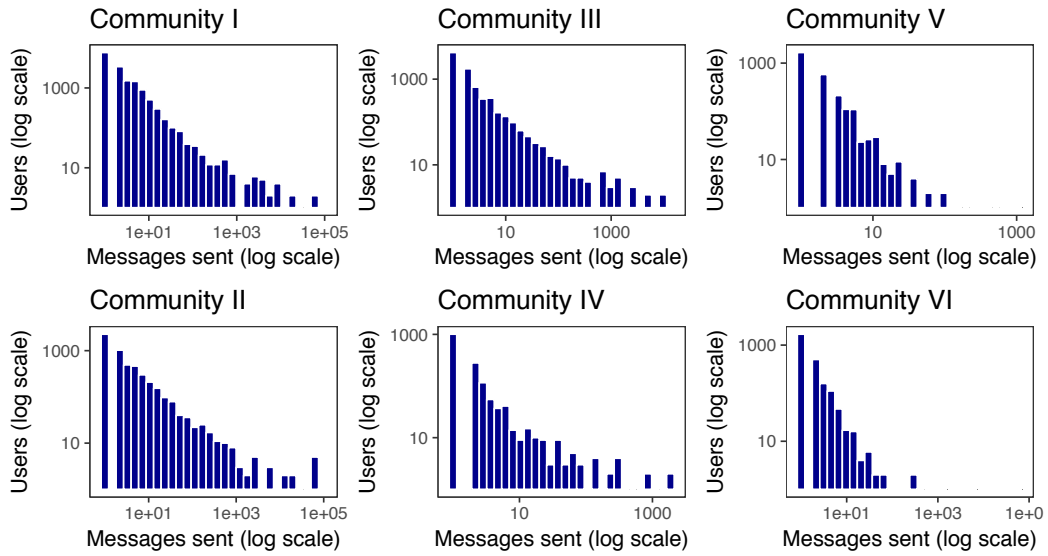 Community I
Users (log scale)
1000
10
1e+01
1e+03
1e+05
Messages sent (log scale)
Community III
Users (log scale)
1000
10
10
1000
Messages sent (log scale)
Community V
Users (log scale)
1000
10
10
1000
Messages sent (log scale)
Community II
Users (log scale)
1000
10
1e+01
1e+03
1e+05
Messages sent (log scale)
Community IV
Users (log scale)
1000
10
10
1000
Messages sent (log scale)
Community VI
Users (log scale)
1000
10
1e+01
1e+03
1e+0
Messages sent (log scale)